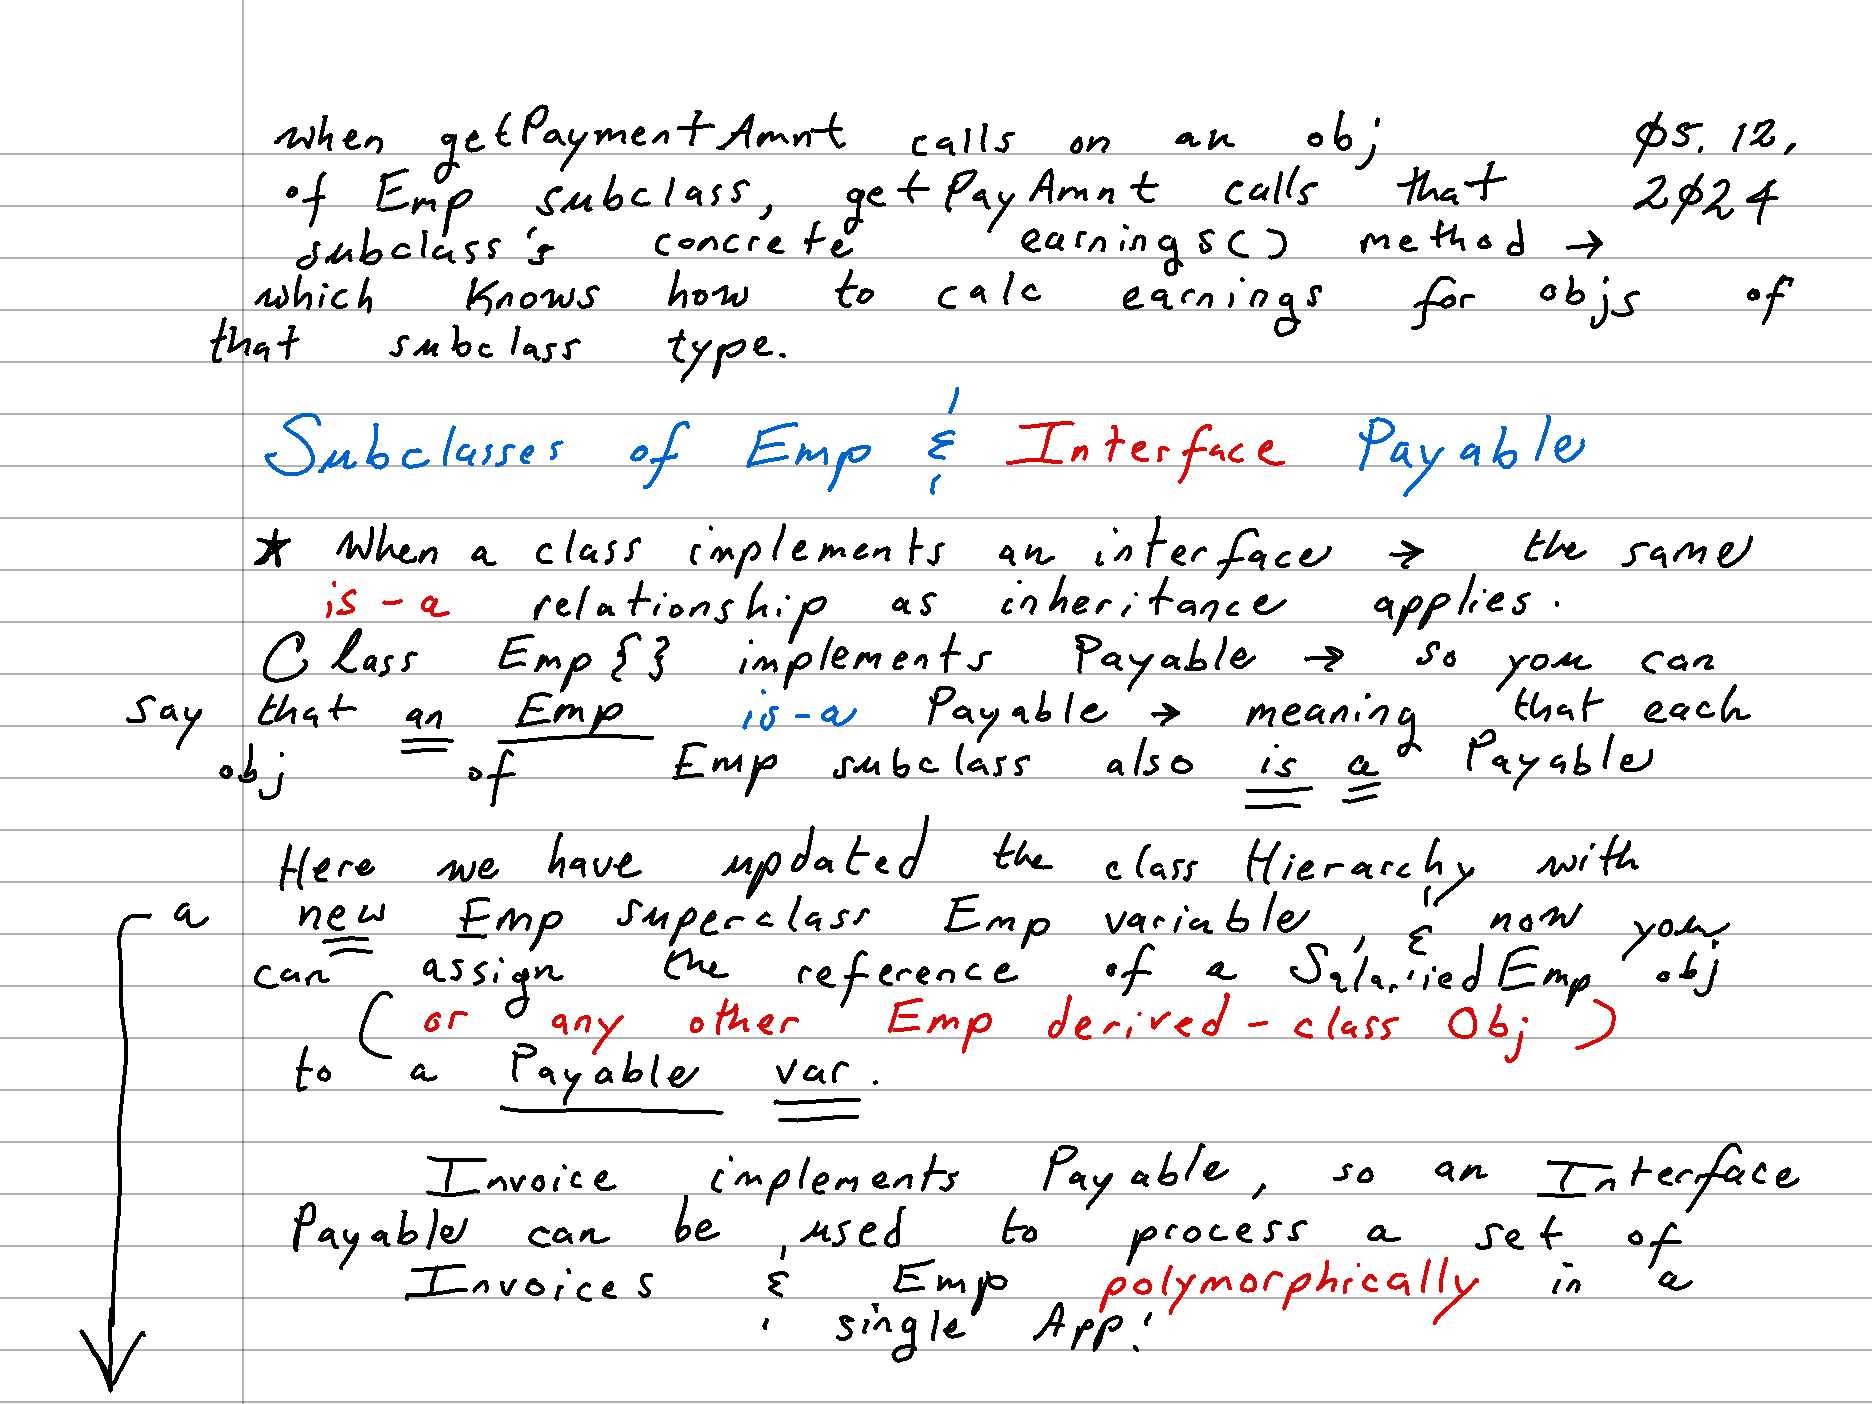 when getPaymentAmnt calls on an obj ø5.12,
of Emp subclass, getPayAmnt calls that 2ø24
subclass's concrete earnings() method →
which knows how to calc earnings for objs of
that subclass type.
Subclasses of Emp & Interface Payable
★ When a class implements an interface → the same
is-a relationship as inheritance applies.
Class Emp{} implements Payable → so you can
say that an Emp is-a Payable → meaning that each
obj of Emp subclass also is a Payable
Here we have updated the class Hierarchy with
a new Emp superclass Emp variable, & now you
can assign the reference of a SalariedEmp obj
(or any other Emp derived-class Obj)
to a Payable var.
Invoice implements Payable, so an Interface
Payable can be used to process a set of
Invoices & Emp polymorphically in a
single App!